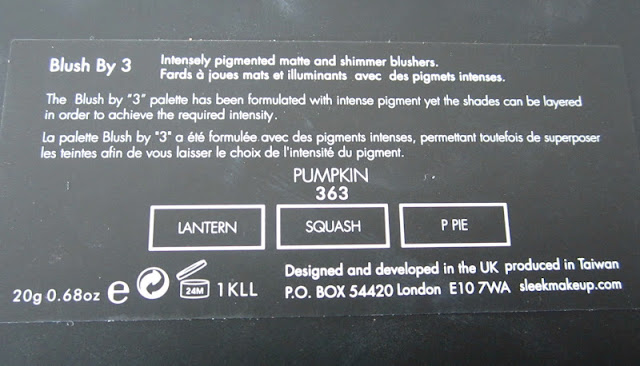 Blush By 3
Intensely pigmented matte and shimmer blushers.
Fards à joues mats et illuminants avec des pigmets intenses.
The Blush by "3" palette has been formulated with intense pigment yet the shades can be layered
in order to achieve the required intensity.
La palette Blush by "3" a été formulée avec des pigments intenses, permettant toutefois de superposer
les teintes afin de vous laisser le choix de l'intensité du pigment.
PUMPKIN
363
LANTERN SQUASH P PIE
20g 0.68oz e 24M 1KLL
Designed and developed in the UK produced in Taiwan
P.O. BOX 54420 London E10 7WA sleekmakeup.com